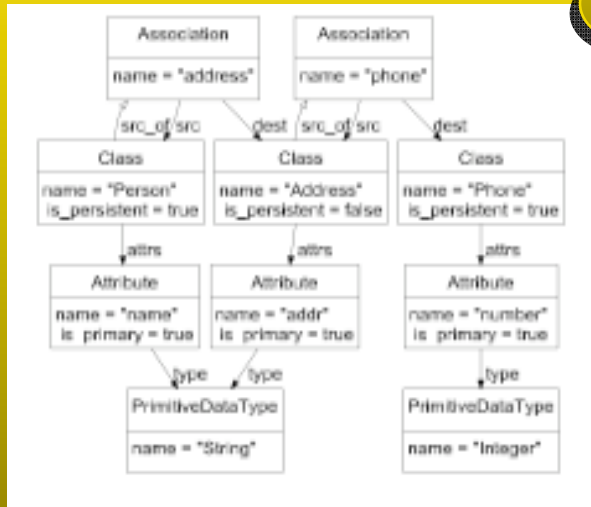 Association
name = "address"
Association
name = "phone"
src_of
src
dest
src_of
src
dest
Class
name = "Person"
is_persistent = true
Class
name = "Address"
is_persistent = false
Class
name = "Phone"
is_persistent = true
attrs
attrs
attrs
Attribute
name = "name"
is_primary = true
Attribute
name = "addr"
is_primary = true
Attribute
name = "number"
is_primary = true
type
type
type
PrimitiveDataType
name = "String"
PrimitiveDataType
name = "Integer"